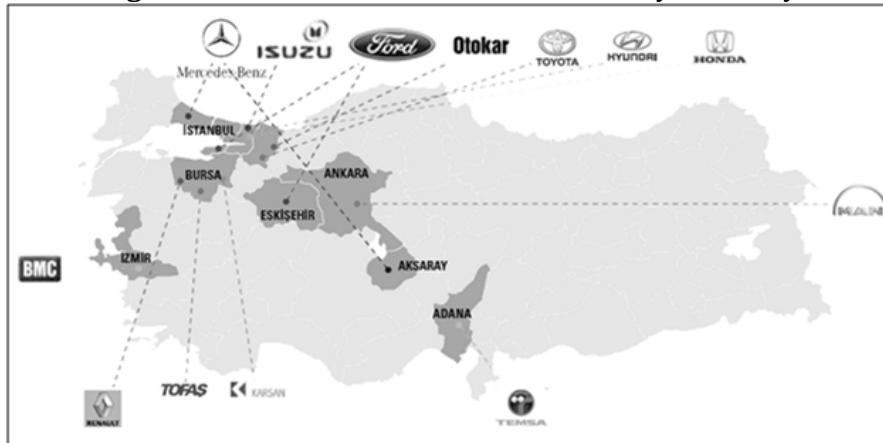 Mercedes-Benz
ISUZU
Ford
Otokar
TOYOTA
HYUNDAI
HONDA
İSTANBUL
BURSA
ANKARA
ESKİŞEHİR
MAN
BMC
IZMİR
AKSARAY
ADANA
RENAULT
TOFAŞ
KARSAN
TEMSA